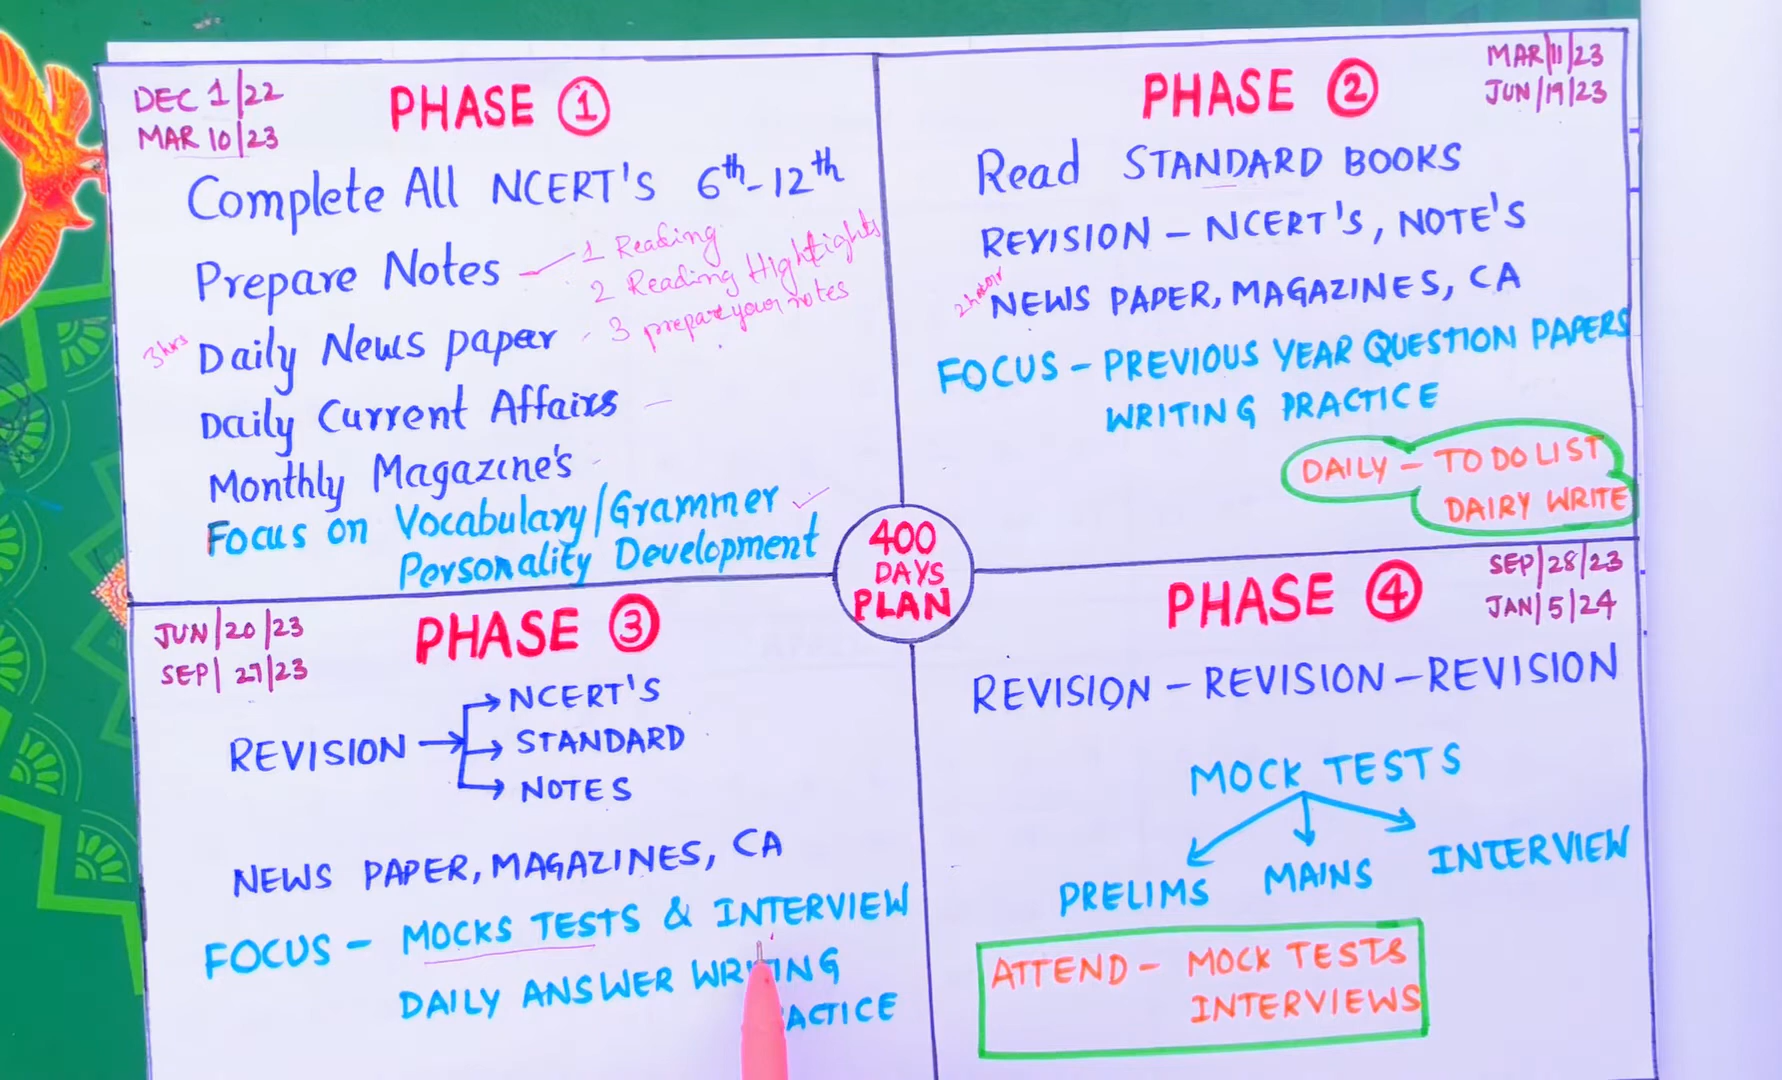 DEC 1/22
MAR 10/23
PHASE 1
Complete All NCERT'S 6th-12th
Prepare Notes
1 Reading
2 Reading Hightlights
3 prepare your notes
3hrs
Daily News paper
Daily Current Affairs
Monthly Magazine's
Focus on Vocabulary/Grammer
Personality Development
MAR/11/23
JUN/19/23
PHASE 2
Read STANDARD BOOKS
REVISION - NCERT'S, NOTE'S
NEWS PAPER, MAGAZINES, CA
FOCUS - PREVIOUS YEAR QUESTION PAPERS
WRITING PRACTICE
DAILY - TO DO LIST
DAIRY WRITE
400
DAYS
PLAN
JUN/20/23
SEP/27/23
PHASE 3
REVISION
NCERT'S
STANDARD
NOTES
NEWS PAPER, MAGAZINES, CA
FOCUS - MOCKS TESTS & INTERVIEW
DAILY ANSWER WRITING
ACTICE
SEP/28/23
JAN/5/24
PHASE 4
REVISION - REVISION - REVISION
MOCK TESTS
PRELIMS MAINS INTERVIEW
ATTEND - MOCK TESTS
INTERVIEWS